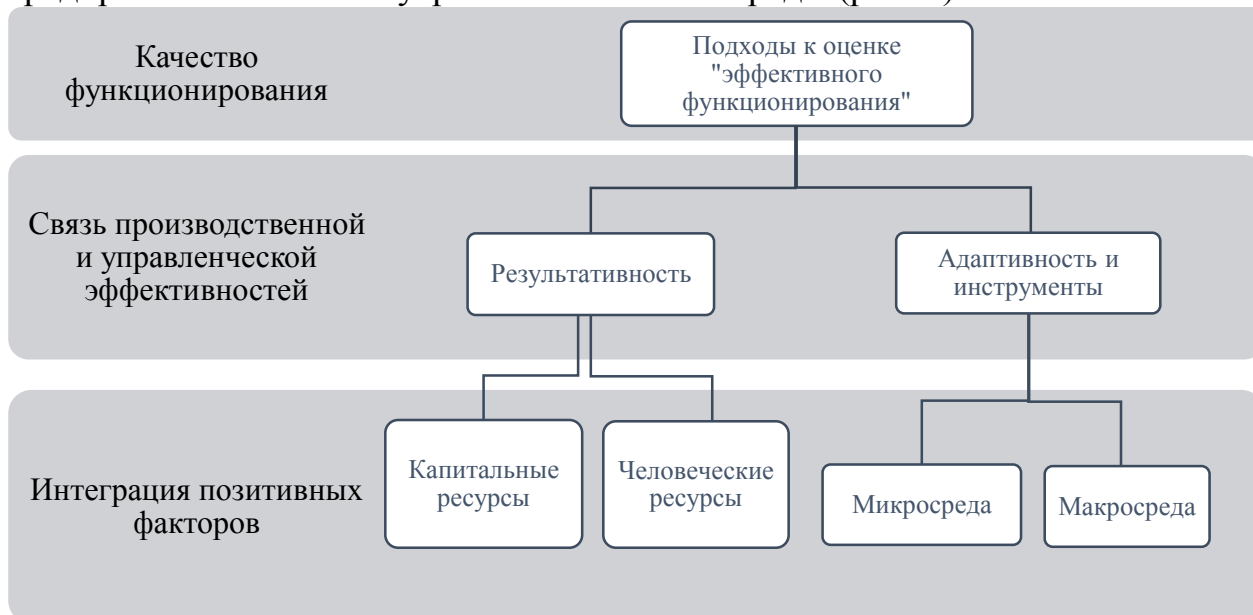 Качество
функционирования
Подходы к оценке
"эффективного
функционирования"
Связь производственной
и управленческой
эффективностей
Результативность
Адаптивность и
инструменты
Интеграция позитивных
факторов
Капитальные
ресурсы
Человеческие
ресурсы
Микросреда
Макросреда